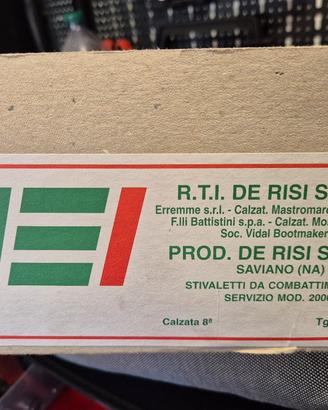 R.T.I. DE RISI S
Erremme s.r.l. - Calzat. Mastromar
F.lli Battistini s.p.a. - Calzat. Mo
Soc. Vidal Bootmaker
PROD. DE RISI S
SAVIANO (NA)
STIVALETTI DA COMBATTIM
SERVIZIO MOD. 200
Calzata 8ª Tg